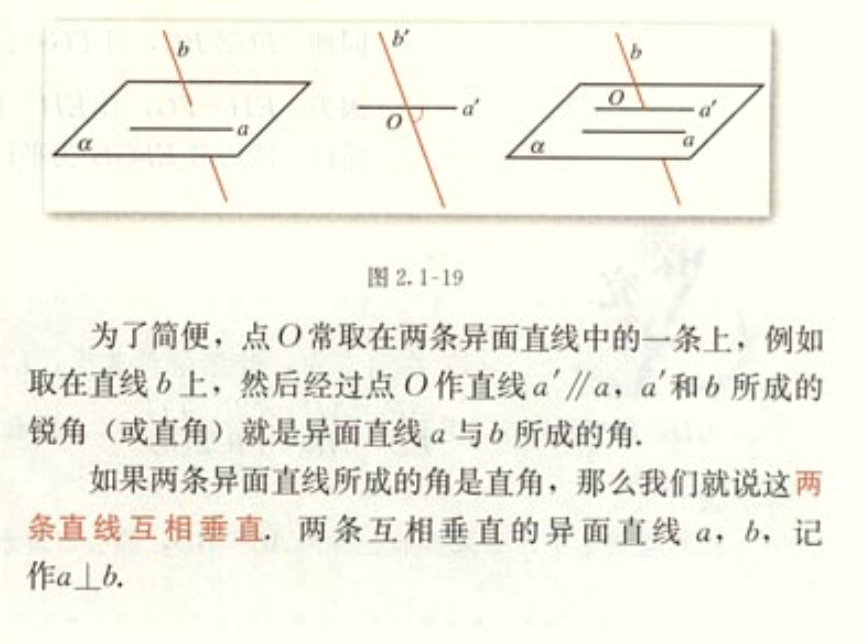 b
α
a
b′
O
a′
b
O
a′
α
a
图 2.1-19
为了简便，点 O 常取在两条异面直线中的一条上，例如
取在直线 b 上，然后经过点 O 作直线 a′∥a，a′和 b 所成的
锐角（或直角）就是异面直线 a 与 b 所成的角.
如果两条异面直线所成的角是直角，那么我们就说这两
条直线互相垂直. 两条互相垂直的异面直线 a，b，记
作a⊥b.